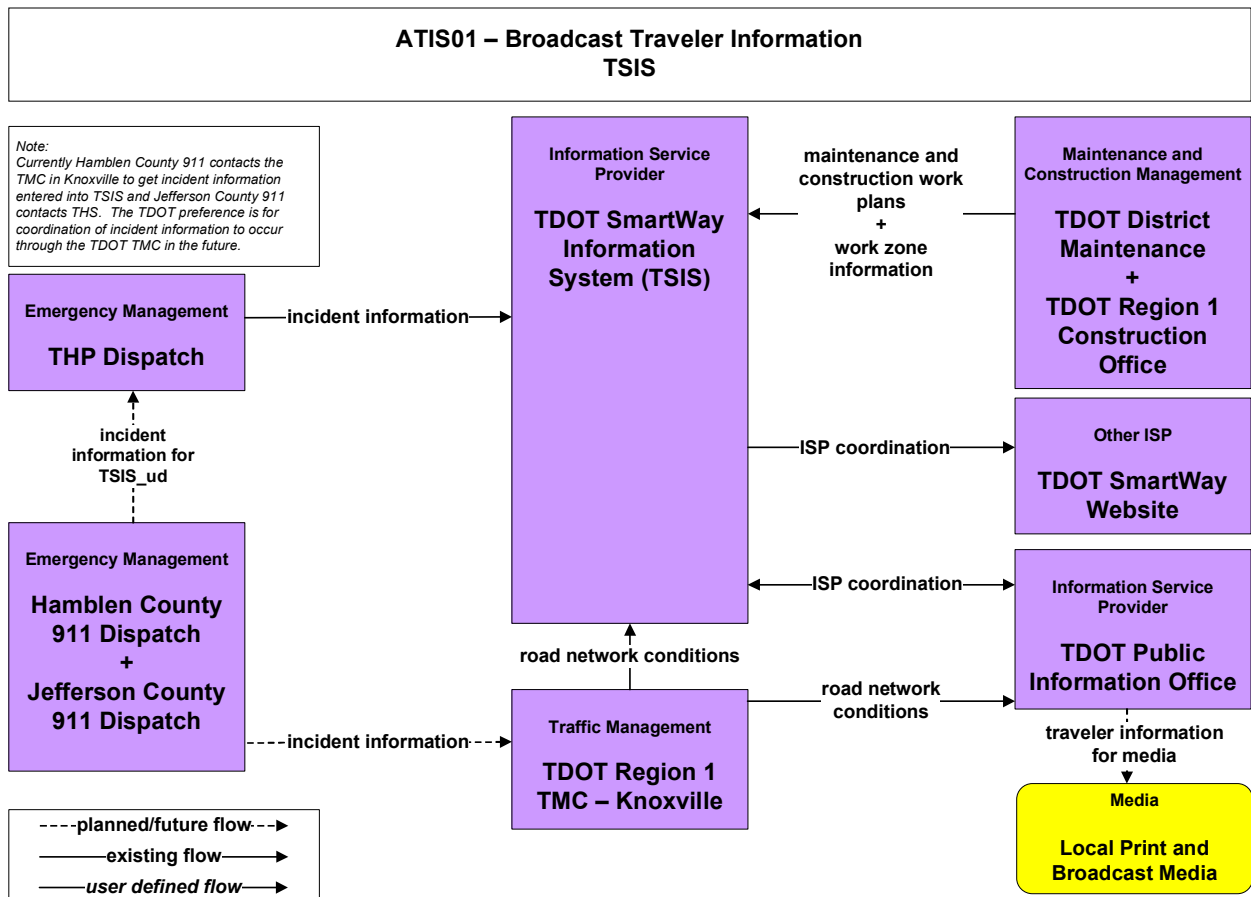 ATIS01 – Broadcast Traveler Information
TSIS
Note:
Currently Hamblen County 911 contacts the
TMC in Knoxville to get incident information
entered into TSIS and Jefferson County 911
contacts THS. The TDOT preference is for
coordination of incident information to occur
through the TDOT TMC in the future.
Emergency Management
THP Dispatch
incident information
incident
information for
TSIS_ud
Emergency Management
Hamblen County
911 Dispatch
+
Jefferson County
911 Dispatch
incident information
Information Service
Provider
TDOT SmartWay
Information
System (TSIS)
road network conditions
Traffic Management
TDOT Region 1
TMC – Knoxville
maintenance and
construction work
plans
+
work zone
information
Maintenance and
Construction Management
TDOT District
Maintenance
+
TDOT Region 1
Construction
Office
ISP coordination
Other ISP
TDOT SmartWay
Website
ISP coordination
Information Service
Provider
TDOT Public
Information Office
road network
conditions
traveler information
for media
Media
Local Print and
Broadcast Media
planned/future flow
existing flow
user defined flow